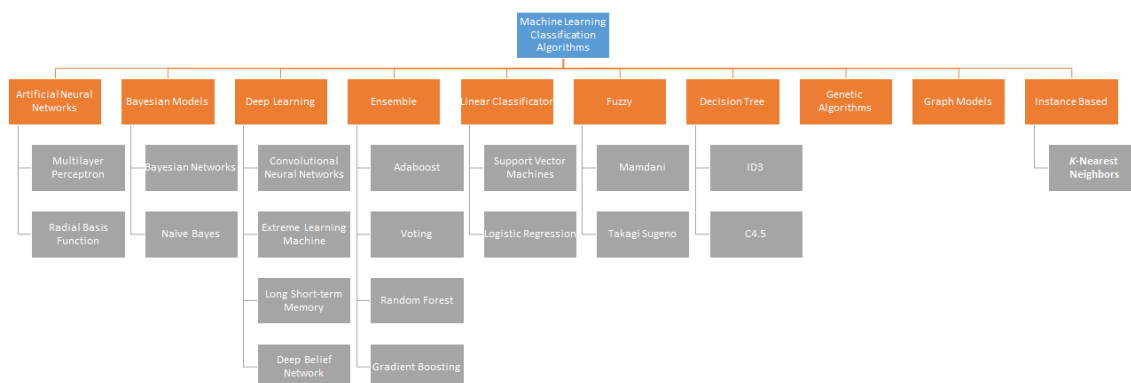 Machine Learning
Classification
Algorithms
Artificial Neural
Networks
Bayesian Models
Deep Learning
Ensemble
Linear Classificator
Fuzzy
Decision Tree
Genetic
Algorithms
Graph Models
Instance Based
Multilayer
Perceptron
Radial Basis
Function
Bayesian Networks
Naïve Bayes
Convolutional
Neural Networks
Extreme Learning
Machine
Long Short-term
Memory
Deep Belief
Network
Adaboost
Voting
Random Forest
Gradient Boosting
Support Vector
Machines
Logistic Regression
Mamdani
Takagi Sugeno
ID3
C4.5
K-Nearest
Neighbors